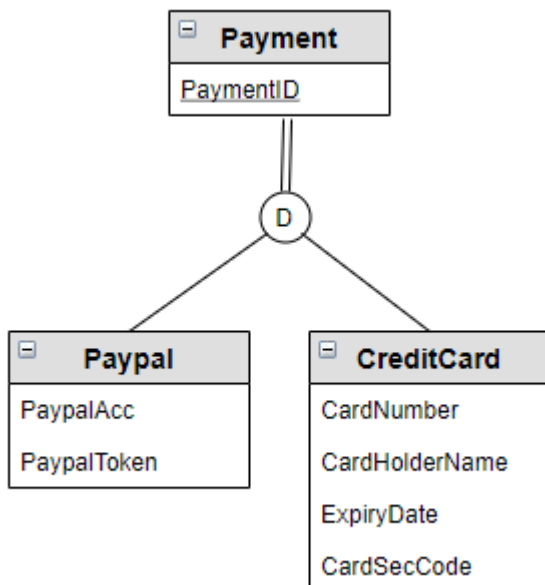 Payment
PaymentID
D
Paypal
PaypalAcc
PaypalToken
CreditCard
CardNumber
CardHolderName
ExpiryDate
CardSecCode